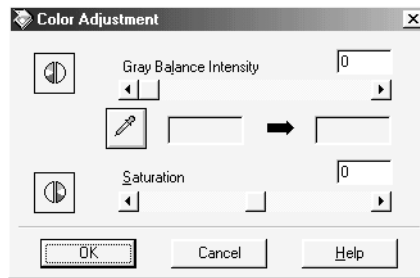 Color Adjustment
Gray Balance Intensity
0
Saturation
0
OK Cancel Help